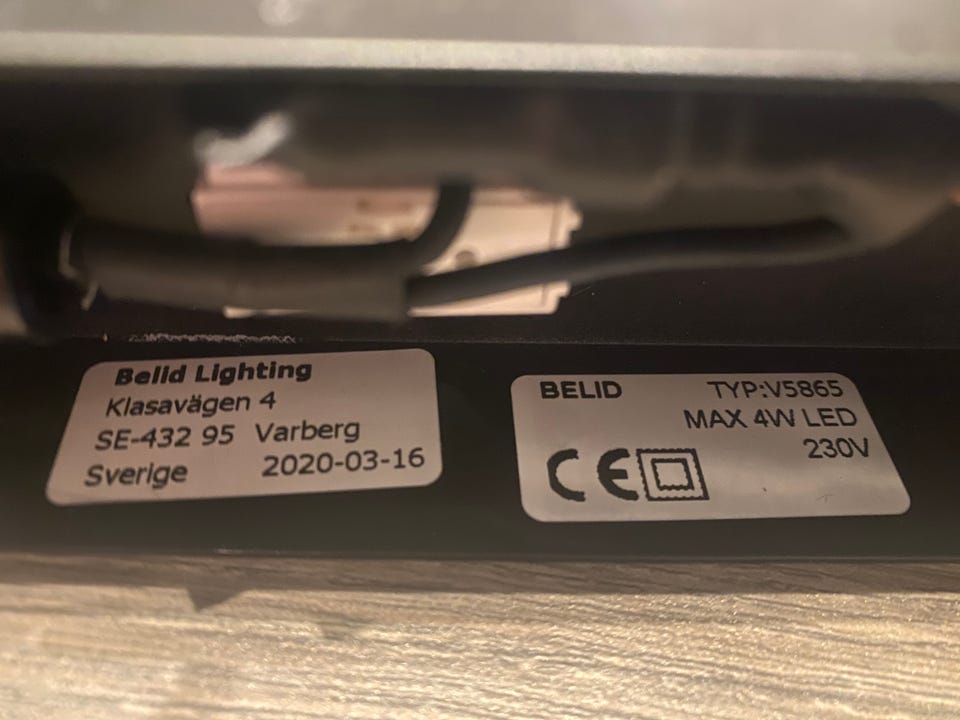 Belid Lighting
Klasavägen 4
SE-432 95 Varberg
Sverige 2020-03-16
BELID TYP:V5865
MAX 4W LED
230V
CE